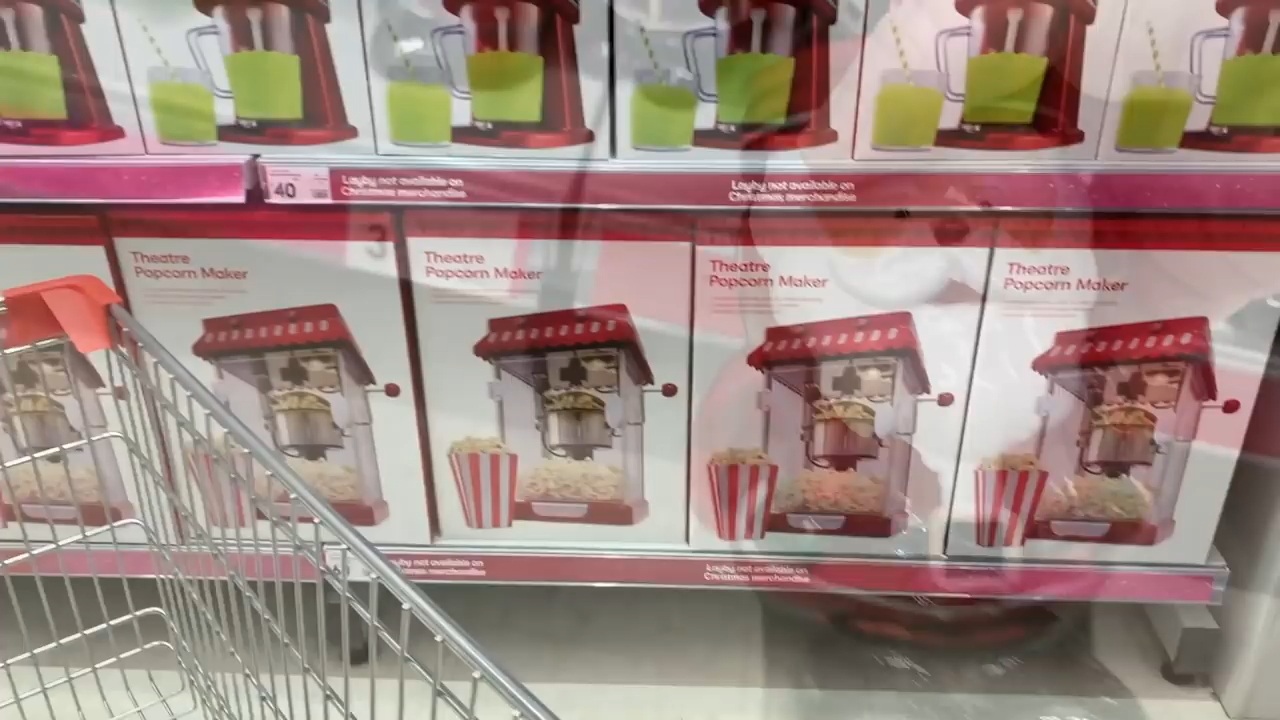 40
Layby not available on
Christmas merchandise
Layby not available on
Christmas merchandise
3
Theatre
Popcorn Maker
Theatre
Popcorn Maker
Theatre
Popcorn Maker
Theatre
Popcorn Maker
Layby not available on
Christmas merchandise
Layby not available on
Christmas merchandise